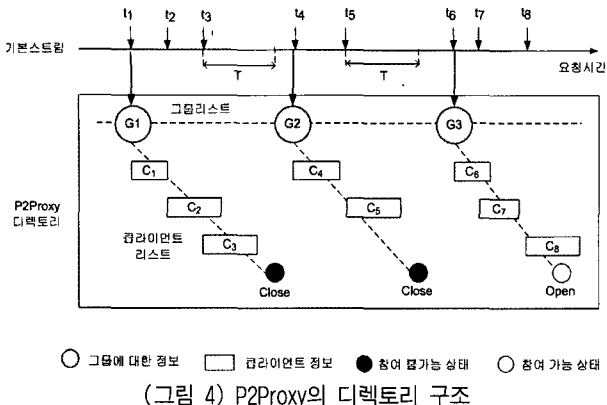 t1 t2 t3 t4 t5 t6 t7 t8
기본스트림
T T
요청시간
그룹리스트
G1 G2 G3
C1 C4 C6
P2Proxy
디렉토리
C2 C5 C7
클라이언트
리스트
C3 C8
Close Close Open
그룹에 대한 정보 클라이언트 정보 참여 불가능 상태 참여 가능 상태
(그림 4) P2Proxy의 디렉토리 구조